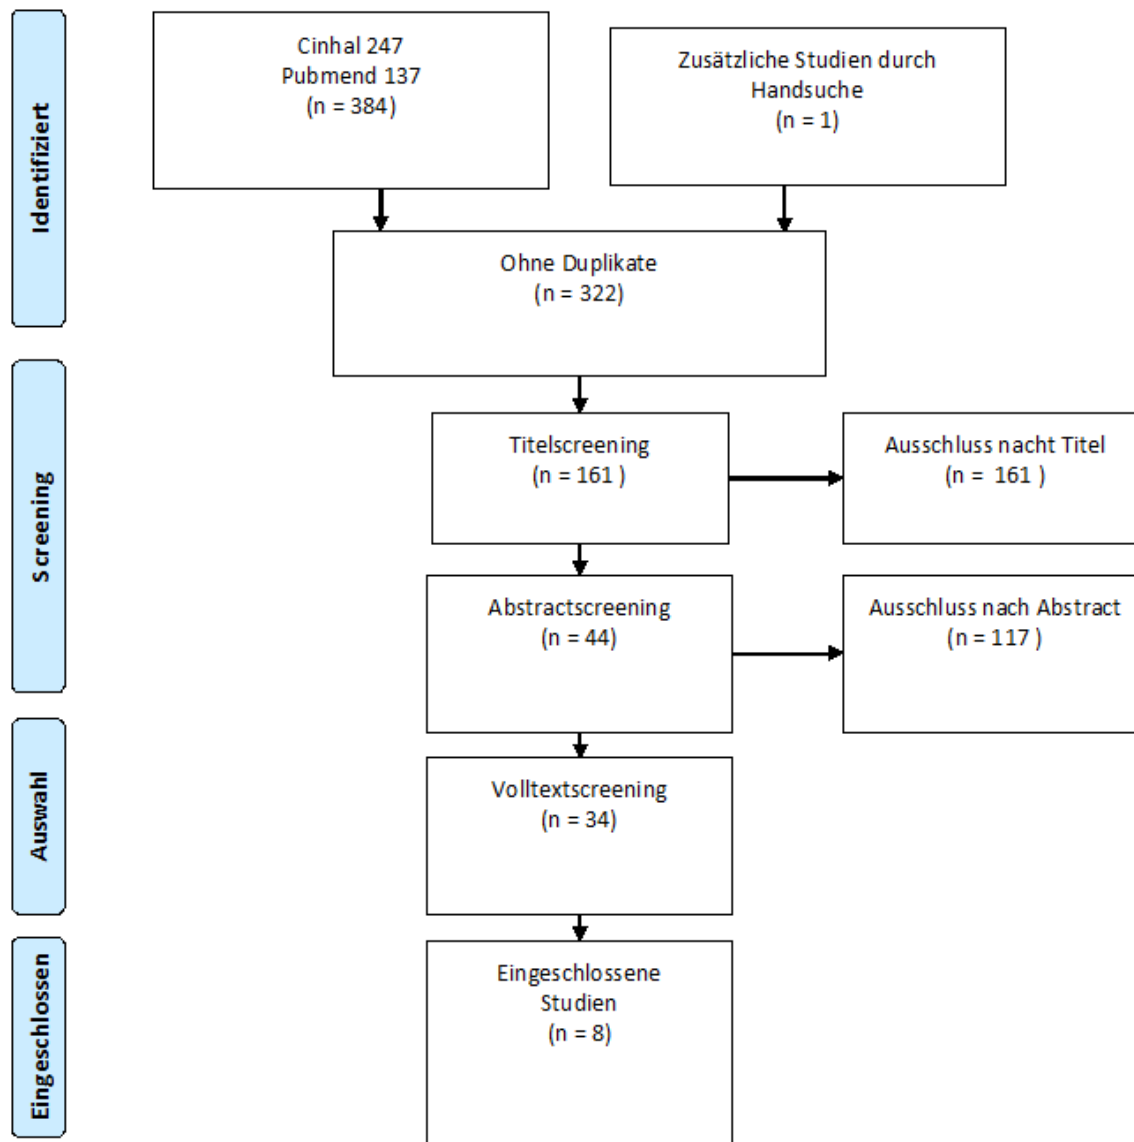 Identifiziert
Cinhal 247
Pubmend 137
(n = 384)
Zusätzliche Studien durch
Handsuche
(n = 1)
Ohne Duplikate
(n = 322)
Screening
Titelscreening
(n = 161 )
Ausschluss nacht Titel
(n =  161 )
Abstractscreening
(n = 44)
Ausschluss nach Abstract
(n = 117 )
Auswahl
Volltextscreening
(n = 34)
Eingeschlossen
Eingeschlossene
Studien
(n = 8)